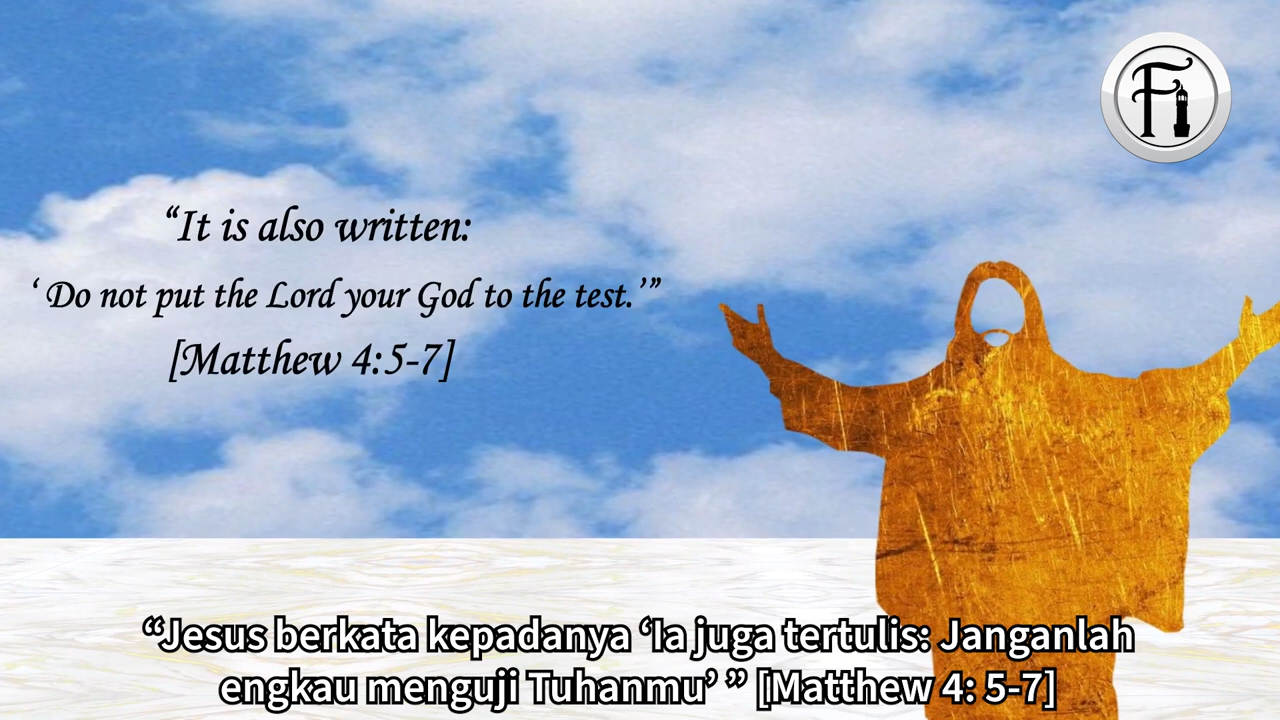 Fi
“It is also written:
‘ Do not put the Lord your God to the test.’”
[Matthew 4:5-7]
“Jesus berkata kepadanya ‘Ia juga tertulis: Janganlah
engkau menguji Tuhanmu’ ” [Matthew 4: 5-7]